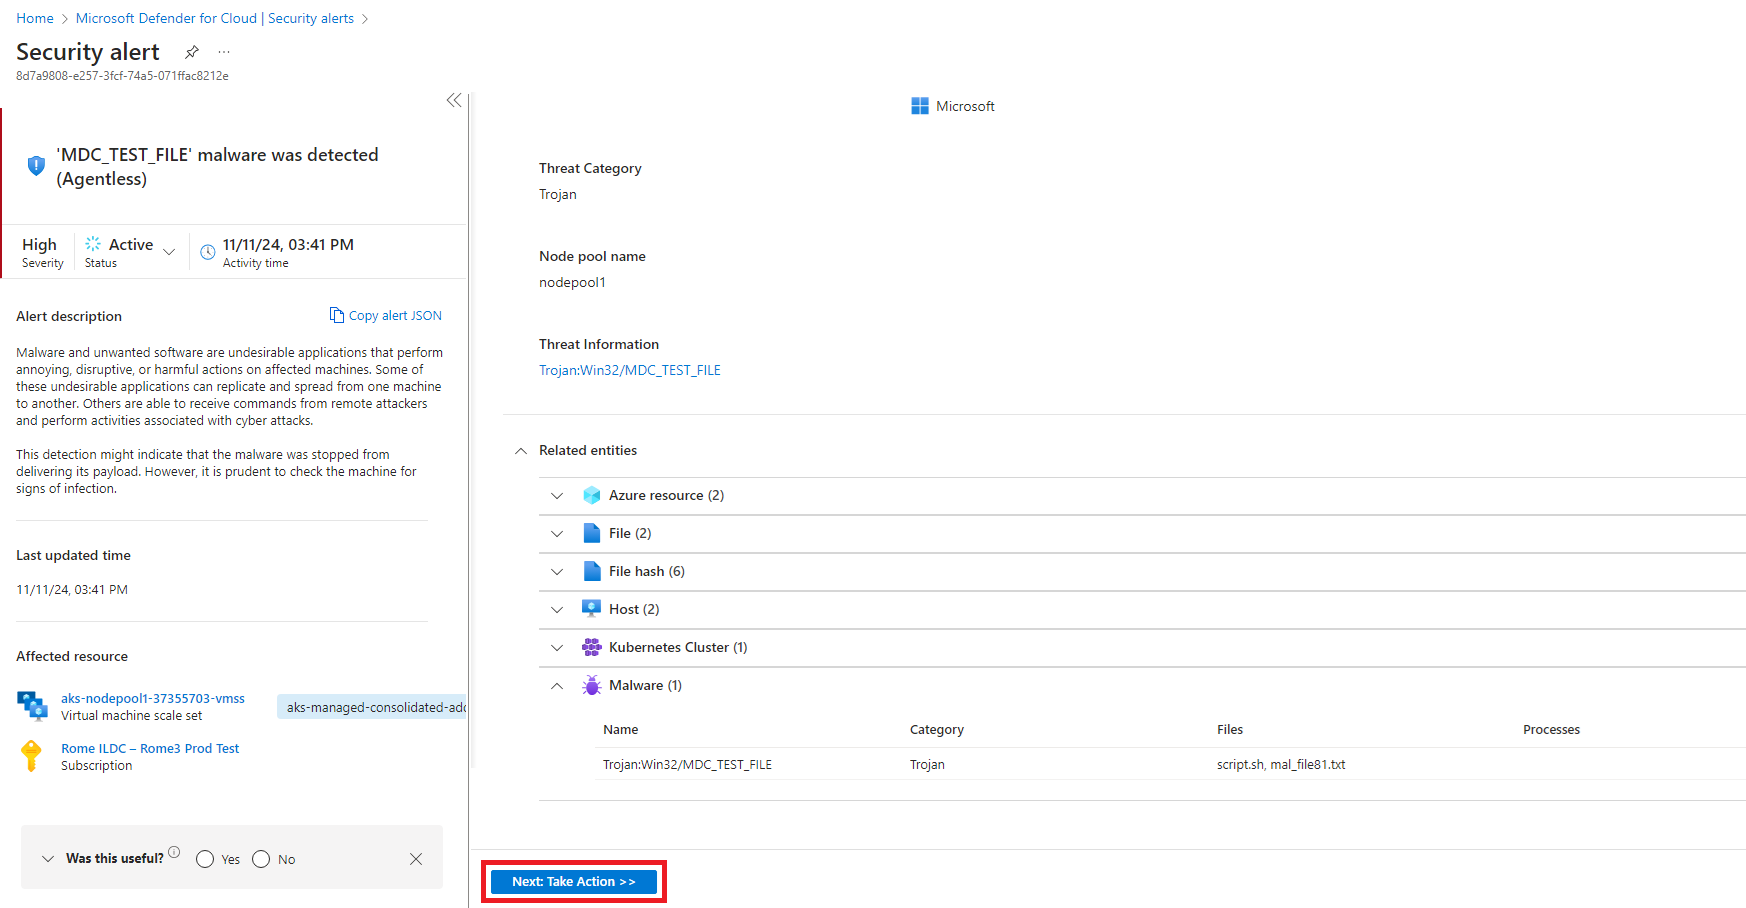 Home > Microsoft Defender for Cloud | Security alerts >
Security alert ...
8d7a9808-e257-3fcf-74a5-071ffac8212e
'MDC_TEST_FILE' malware was detected
(Agentless)
High
Severity
Active
Status
11/11/24, 03:41 PM
Activity time
Alert description
Copy alert JSON
Malware and unwanted software are undesirable applications that perform
annoying, disruptive, or harmful actions on affected machines. Some of
these undesirable applications can replicate and spread from one machine
to another. Others are able to receive commands from remote attackers
and perform activities associated with cyber attacks.
This detection might indicate that the malware was stopped from
delivering its payload. However, it is prudent to check the machine for
signs of infection.
Last updated time
11/11/24, 03:41 PM
Affected resource
aks-nodepool1-37355703-vmss
Virtual machine scale set
aks-managed-consolidated-add
Rome ILDC – Rome3 Prod Test
Subscription
Was this useful?
Yes
No
Microsoft
Threat Category
Trojan
Node pool name
nodepool1
Threat Information
Trojan:Win32/MDC_TEST_FILE
Related entities
Azure resource (2)
File (2)
File hash (6)
Host (2)
Kubernetes Cluster (1)
Malware (1)
Name Category Files Processes
Trojan:Win32/MDC_TEST_FILE Trojan script.sh, mal_file81.txt
Next: Take Action >>